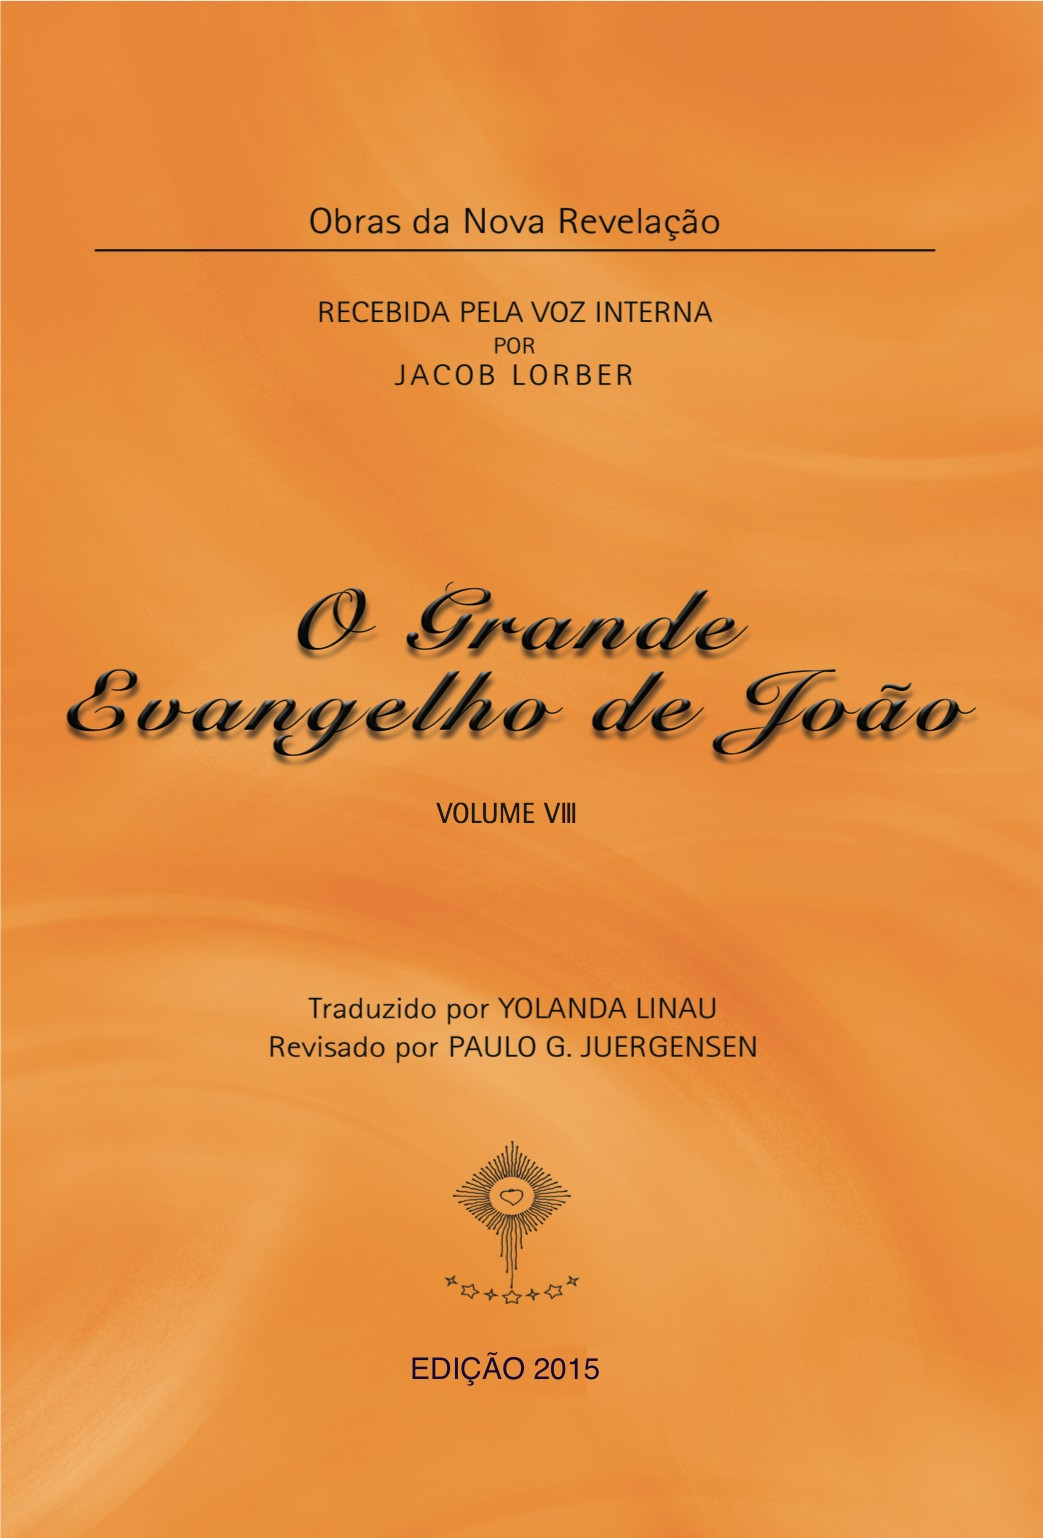 Obras da Nova Revelação
RECEBIDA PELA VOZ INTERNA
POR
JACOB LORBER
O Grande
Evangelho de João
VOLUME VIII
Traduzido por YOLANDA LINAU
Revisado por PAULO G. JUERGENSEN
EDIÇÃO 2015